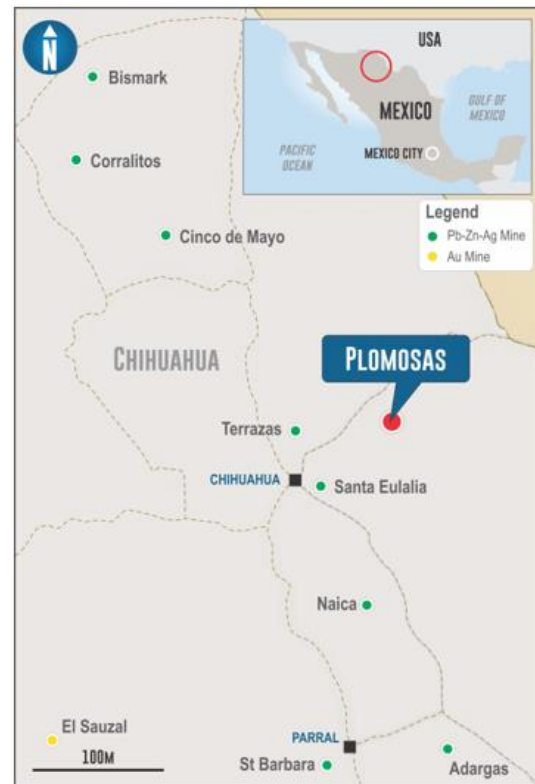 N
Bismark
Corralitos
Cinco de Mayo
USA
MEXICO
GULF OF
MEXICO
PACIFIC
OCEAN
MEXICO CITY
Legend
Pb-Zn-Ag Mine
Au Mine
CHIHUAHUA
PLOMOSAS
Terrazas
CHIHUAHUA
Santa Eulalia
Naica
El Sauzal
100M
PARRAL
St Barbara
Adargas